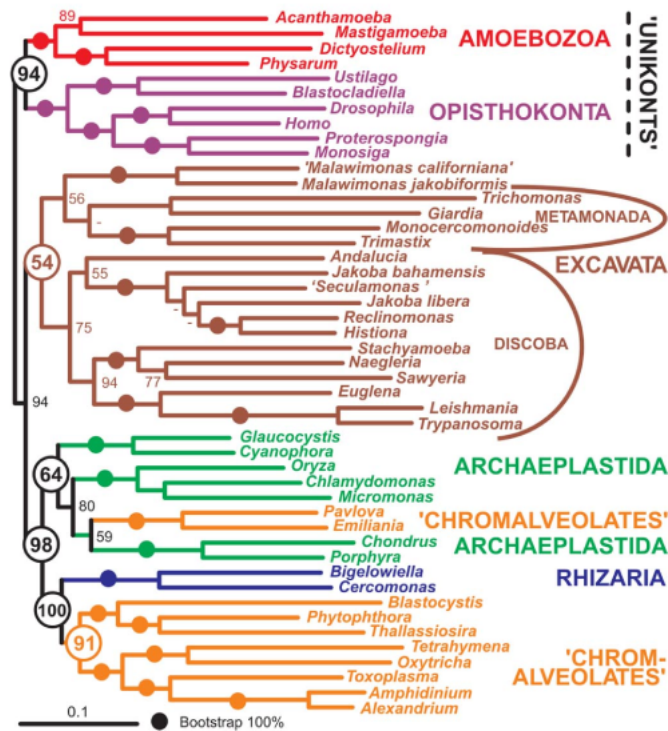 89
Acanthamoeba
Mastigamoeba
Dictyostelium
Physarum
AMOEBOZOA
94
'UNIKONTS'
Ustilago
Blastocladiella
Drosophila
Homo
Proterospongia
Monosiga
OPISTHOKONTA
'Malawimonas californiana'
Malawimonas jakobiformis
56
Trichomonas
Giardia
-
Monocercomonoides
Trimastix
METAMONADA
54
EXCAVATA
Andalucia
55
Jakoba bahamensis
'Seculamonas '
-
Jakoba libera
-
Reclinomonas
Histiona
75
Stachyamoeba
Naegleria
94
77
Sawyeria
DISCOBA
Euglena
Leishmania
Trypanosoma
94
Glaucocystis
Cyanophora
64
Oryza
Chlamydomonas
Micromonas
ARCHAEPLASTIDA
80
Pavlova
Emiliania
'CHROMALVEOLATES'
59
Chondrus
Porphyra
ARCHAEPLASTIDA
98
Bigelowiella
Cercomonas
RHIZARIA
100
Blastocystis
Phytophthora
Thallassiosira
91
Tetrahymena
Oxytricha
Toxoplasma
Amphidinium
Alexandrium
'CHROM-
ALVEOLATES'
0.1
Bootstrap 100%